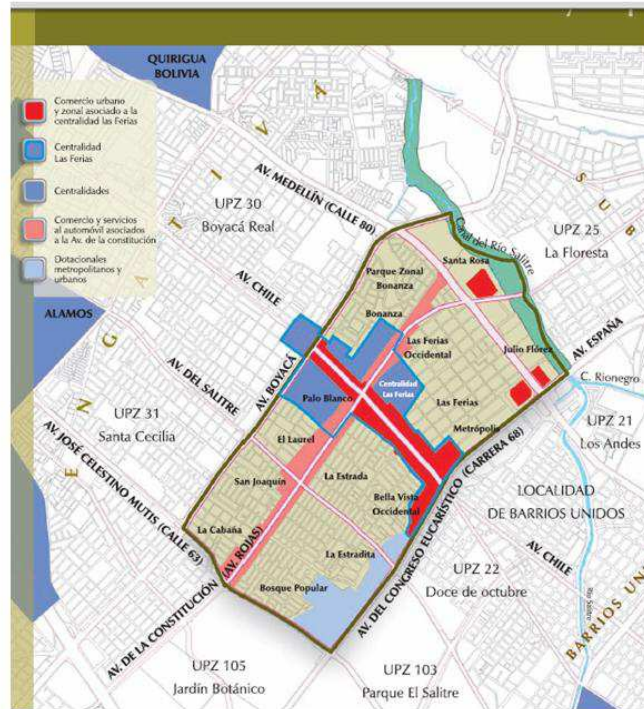 QUIRIGUA
BOLIVIA
Comercio urbano
y zonal asociado a la
centralidad las Ferias
Centralidad
Las Ferias
Centralidades
Comercio y servicios
al automóvil asociados
a la Av. de la constitución
Dotacionales
metropolitanos y
urbanos
E N G A T I V Á
S U B
AV. MEDELLÍN (CALLE 80)
UPZ 30
Boyacá Real
Canal del Río Salitre
UPZ 25
La Floresta
Santa Rosa
Parque Zonal
Bonanza
AV. CHILE
Bonanza
ALAMOS
Las Ferias
Occidental
Julio Flórez
AV. ESPAÑA
AV. BOYACÁ
AV. DEL SALITRE
C. Rionegro
Centralidad
Las Ferias
Palo Blanco
Las Ferias
UPZ 31
Santa Cecilia
UPZ 21
Los Andes
Metrópolis
El Laurel
AV. JOSÉ CELESTINO MUTIS (CALLE 63)
San Joaquín
La Estrada
LOCALIDAD
DE BARRIOS UNIDOS
Bella Vista
Occidental
La Cabaña
AV. DEL CONGRESO EUCARÍSTICO (CARRERA 68)
AV. CHILE
La Estradita
UPZ 22
Doce de octubre
Bosque Popular
AV. DE LA CONSTITUCIÓN (AV. ROJAS)
Río Salitre
BARRIOS UN
UPZ 105
Jardín Botánico
UPZ 103
Parque El Salitre